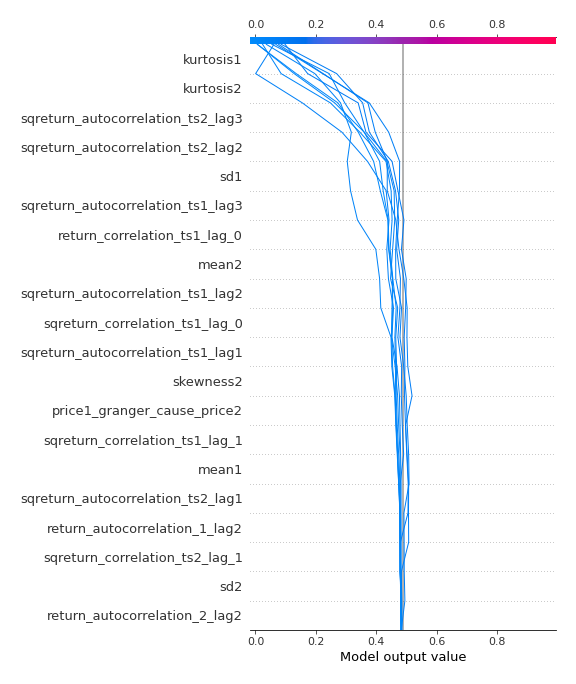 0.0 0.2 0.4 0.6 0.8
kurtosis1
kurtosis2
sqreturn_autocorrelation_ts2_lag3
sqreturn_autocorrelation_ts2_lag2
sd1
sqreturn_autocorrelation_ts1_lag3
return_correlation_ts1_lag_0
mean2
sqreturn_autocorrelation_ts1_lag2
sqreturn_correlation_ts1_lag_0
sqreturn_autocorrelation_ts1_lag1
skewness2
price1_granger_cause_price2
sqreturn_correlation_ts1_lag_1
mean1
sqreturn_autocorrelation_ts2_lag1
return_autocorrelation_1_lag2
sqreturn_correlation_ts2_lag_1
sd2
return_autocorrelation_2_lag2
0.0 0.2 0.4 0.6 0.8
Model output value